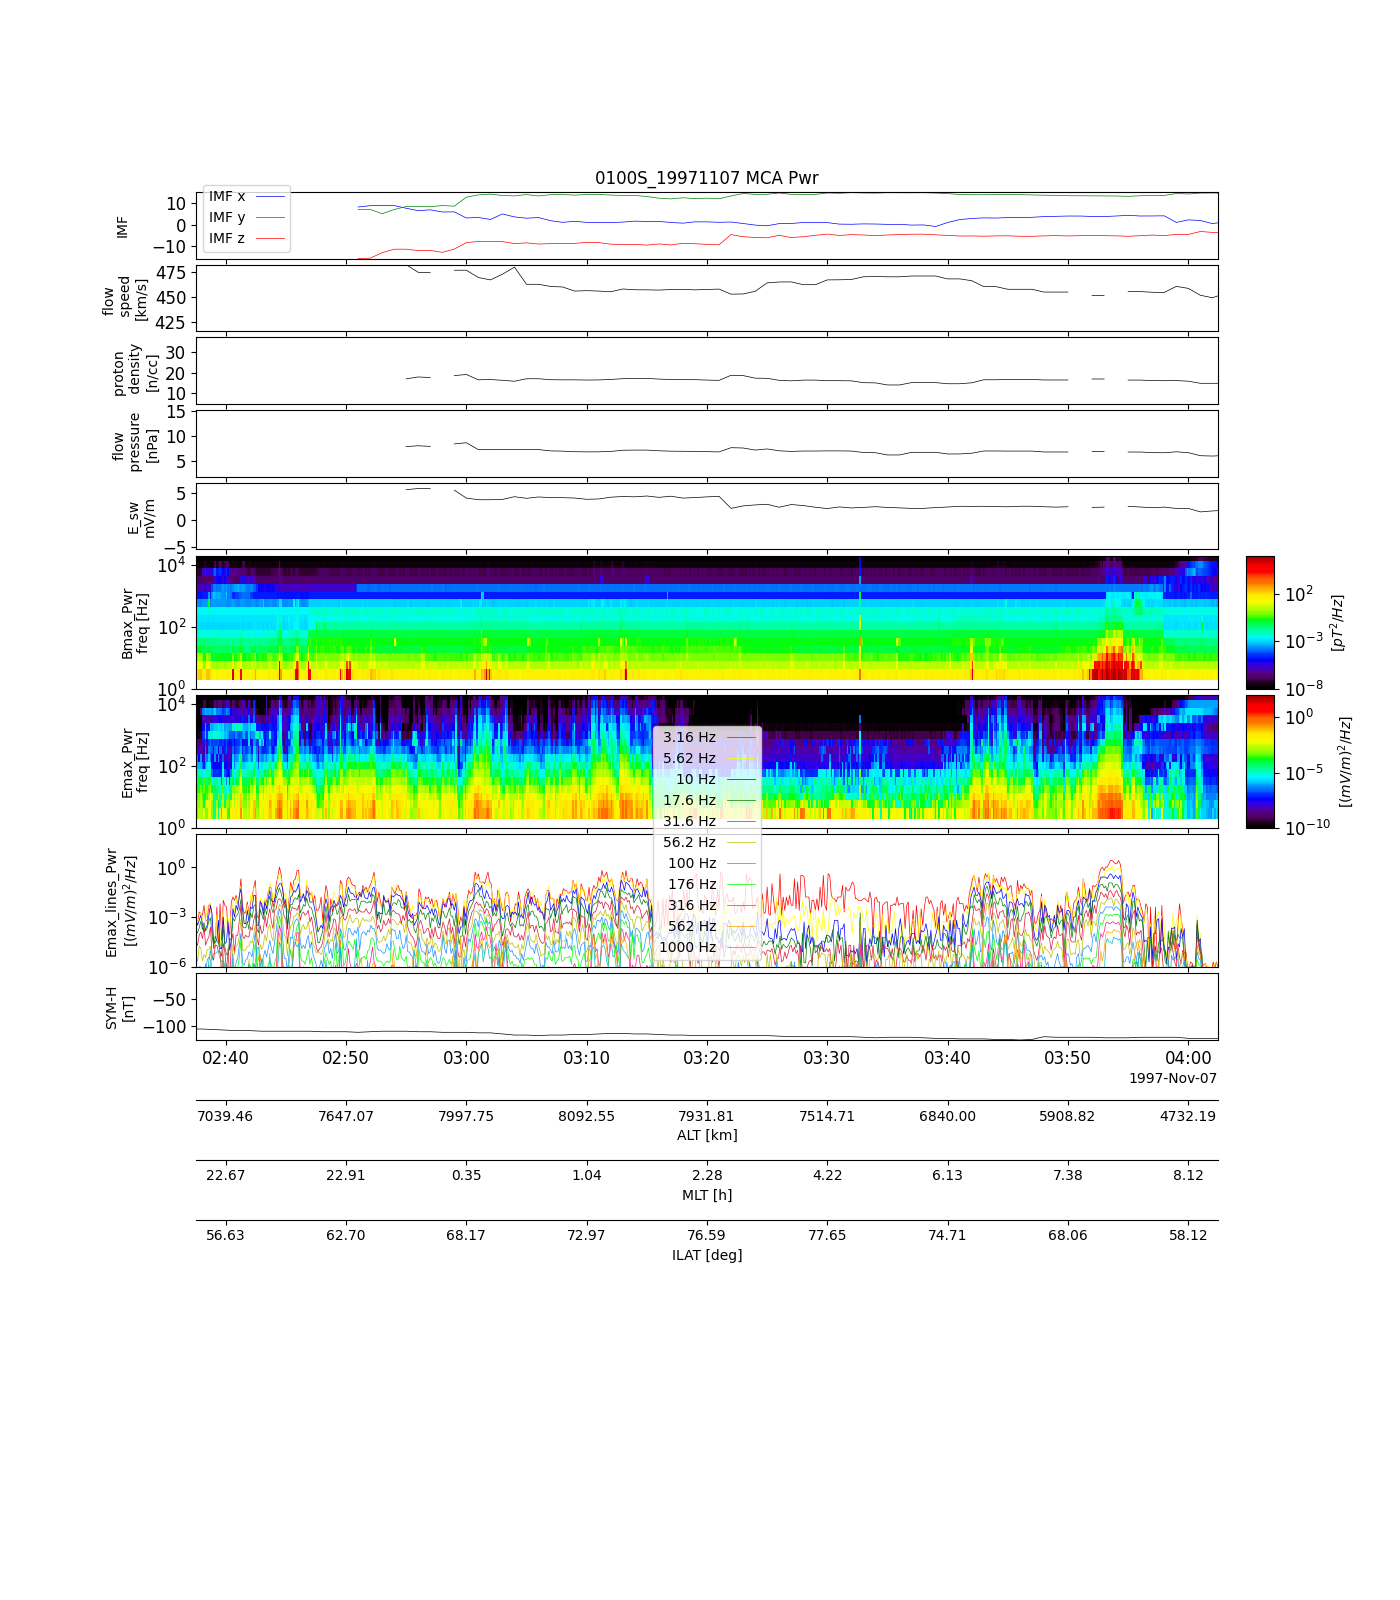 0100S_19971107 MCA Pwr
IMF
10
0
−10
IMF x
IMF y
IMF z
flow
speed
[km/s]
475
450
425
proton
density
[n/cc]
30
20
10
flow
pressure
[nPa]
15
10
5
E_sw
mV/m
5
0
−5
Bmax_Pwr
freq [Hz]
10^4
10^2
10^0
10^2
10^-3
10^-8
[pT^2/Hz]
Emax_Pwr
freq [Hz]
10^4
10^2
10^0
10^0
10^-5
10^-10
[(mV/m)^2/Hz]
3.16 Hz
5.62 Hz
10 Hz
17.6 Hz
31.6 Hz
56.2 Hz
100 Hz
176 Hz
316 Hz
562 Hz
1000 Hz
Emax_lines_Pwr
[(mV/m)^2/Hz]
10^0
10^-3
10^-6
SYM-H
[nT]
−50
−100
02:40 02:50 03:00 03:10 03:20 03:30 03:40 03:50 04:00
1997-Nov-07
7039.46 7647.07 7997.75 8092.55 7931.81 7514.71 6840.00 5908.82 4732.19
ALT [km]
22.67 22.91 0.35 1.04 2.28 4.22 6.13 7.38 8.12
MLT [h]
56.63 62.70 68.17 72.97 76.59 77.65 74.71 68.06 58.12
ILAT [deg]